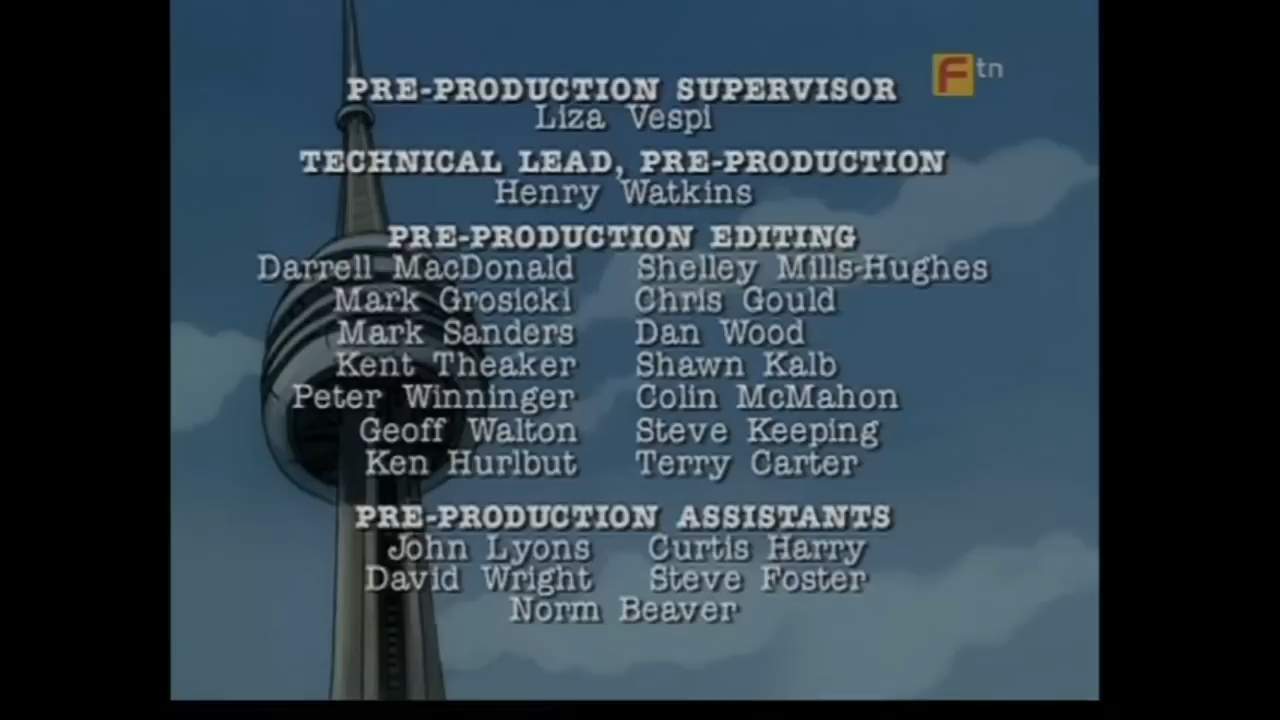 Ftn
PRE-PRODUCTION SUPERVISOR
Liza Vespi
TECHNICAL LEAD, PRE-PRODUCTION
Henry Watkins
PRE-PRODUCTION EDITING
Darrell MacDonald Shelley Mills-Hughes
Mark Grosicki Chris Gould
Mark Sanders Dan Wood
Kent Theaker Shawn Kalb
Peter Winninger Colin McMahon
Geoff Walton Steve Keeping
Ken Hurlbut Terry Carter
PRE-PRODUCTION ASSISTANTS
John Lyons Curtis Harry
David Wright Steve Foster
Norm Beaver